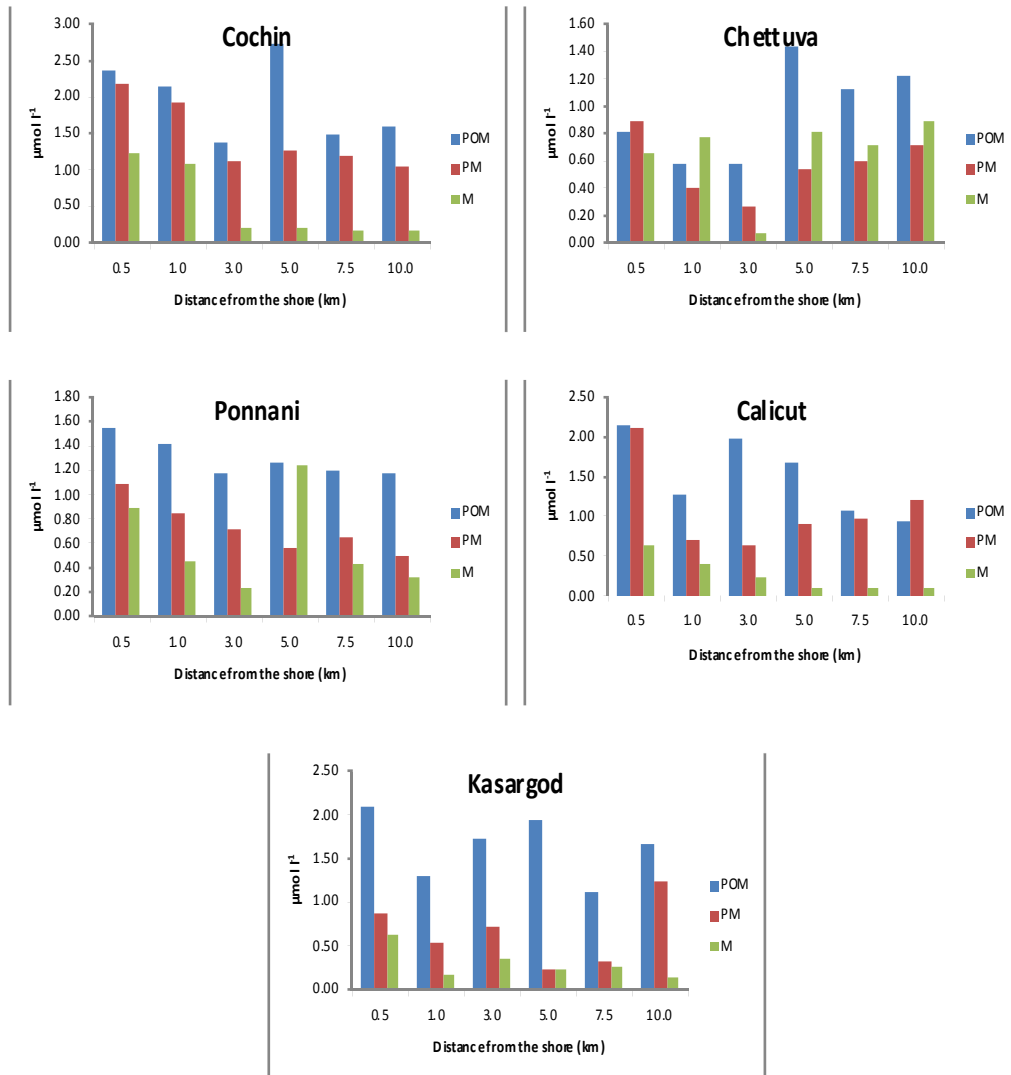 Cochin
3.00
2.50
2.00
1.50
1.00
0.50
0.00
µmol l⁻¹
0.5 1.0 3.0 5.0 7.5 10.0
Distance from the shore (km)
POM
PM
M
Chettuva
1.60
1.40
1.20
1.00
0.80
0.60
0.40
0.20
0.00
µmol l⁻¹
0.5 1.0 3.0 5.0 7.5 10.0
Distance from the shore (km)
POM
PM
M
Ponnani
1.80
1.60
1.40
1.20
1.00
0.80
0.60
0.40
0.20
0.00
µmol l⁻¹
0.5 1.0 3.0 5.0 7.5 10.0
Distance from the shore (km)
POM
PM
M
Calicut
2.50
2.00
1.50
1.00
0.50
0.00
µmol l⁻¹
0.5 1.0 3.0 5.0 7.5 10.0
Distance from the shore (km)
POM
PM
M
Kasargod
2.50
2.00
1.50
1.00
0.50
0.00
µmol l⁻¹
0.5 1.0 3.0 5.0 7.5 10.0
Distance from the shore (km)
POM
PM
M